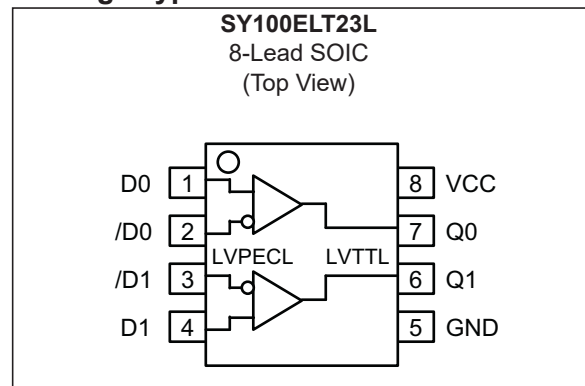 SY100ELT23L
8-Lead SOIC
(Top View)
D0 1 8 VCC
/D0 2 7 Q0
LVPECL LVTTL
/D1 3 6 Q1
D1 4 5 GND